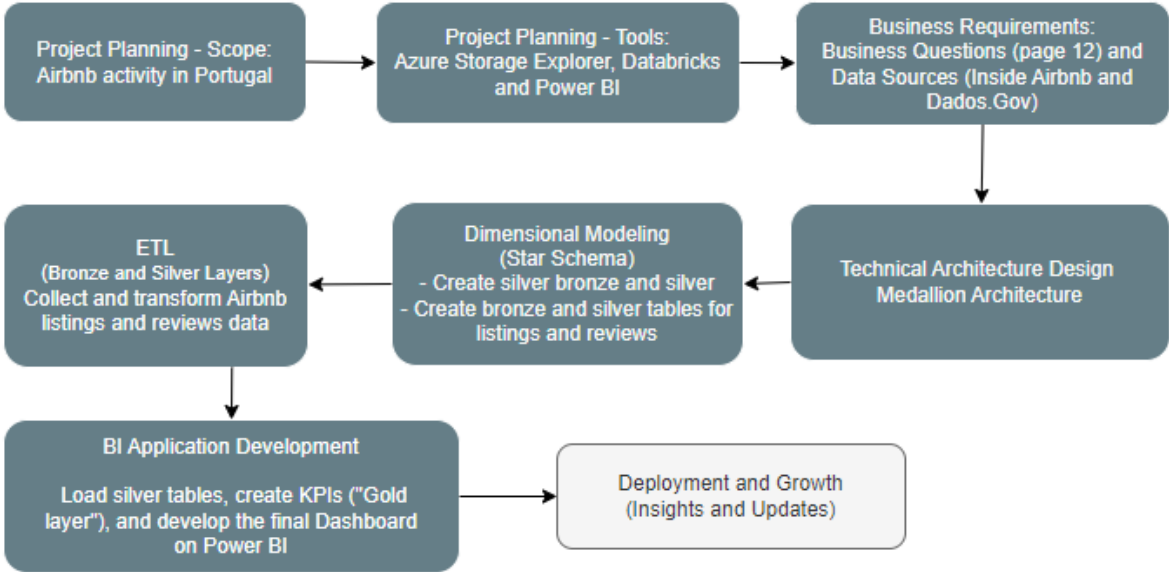 Project Planning - Scope:
Airbnb activity in Portugal
Project Planning - Tools:
Azure Storage Explorer, Databricks
and Power BI
Business Requirements:
Business Questions (page 12) and
Data Sources (Inside Airbnb and
Dados.Gov)
Technical Architecture Design
Medallion Architecture
Dimensional Modeling
(Star Schema)
- Create silver bronze and silver
- Create bronze and silver tables for
listings and reviews
ETL
(Bronze and Silver Layers)
Collect and transform Airbnb
listings and reviews data
BI Application Development
Load silver tables, create KPIs ("Gold
layer"), and develop the final Dashboard
on Power BI
Deployment and Growth
(Insights and Updates)